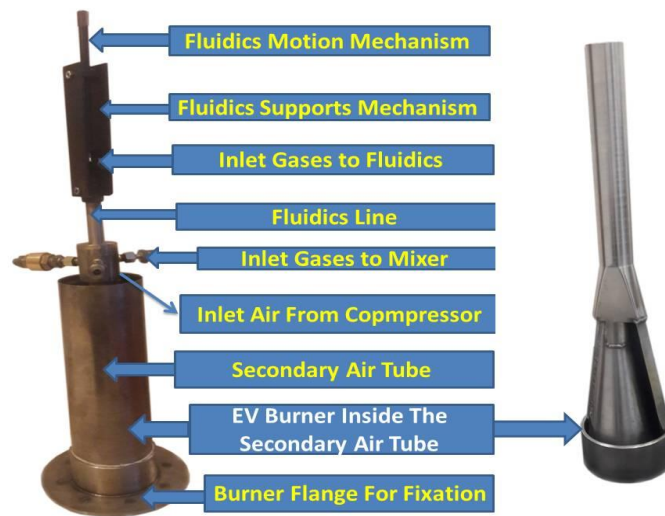 Fluidics Motion Mechanism
Fluidics Supports Mechanism
Inlet Gases to Fluidics
Fluidics Line
Inlet Gases to Mixer
Inlet Air From Copmpressor
Secondary Air Tube
EV Burner Inside The
Secondary Air Tube
Burner Flange For Fixation